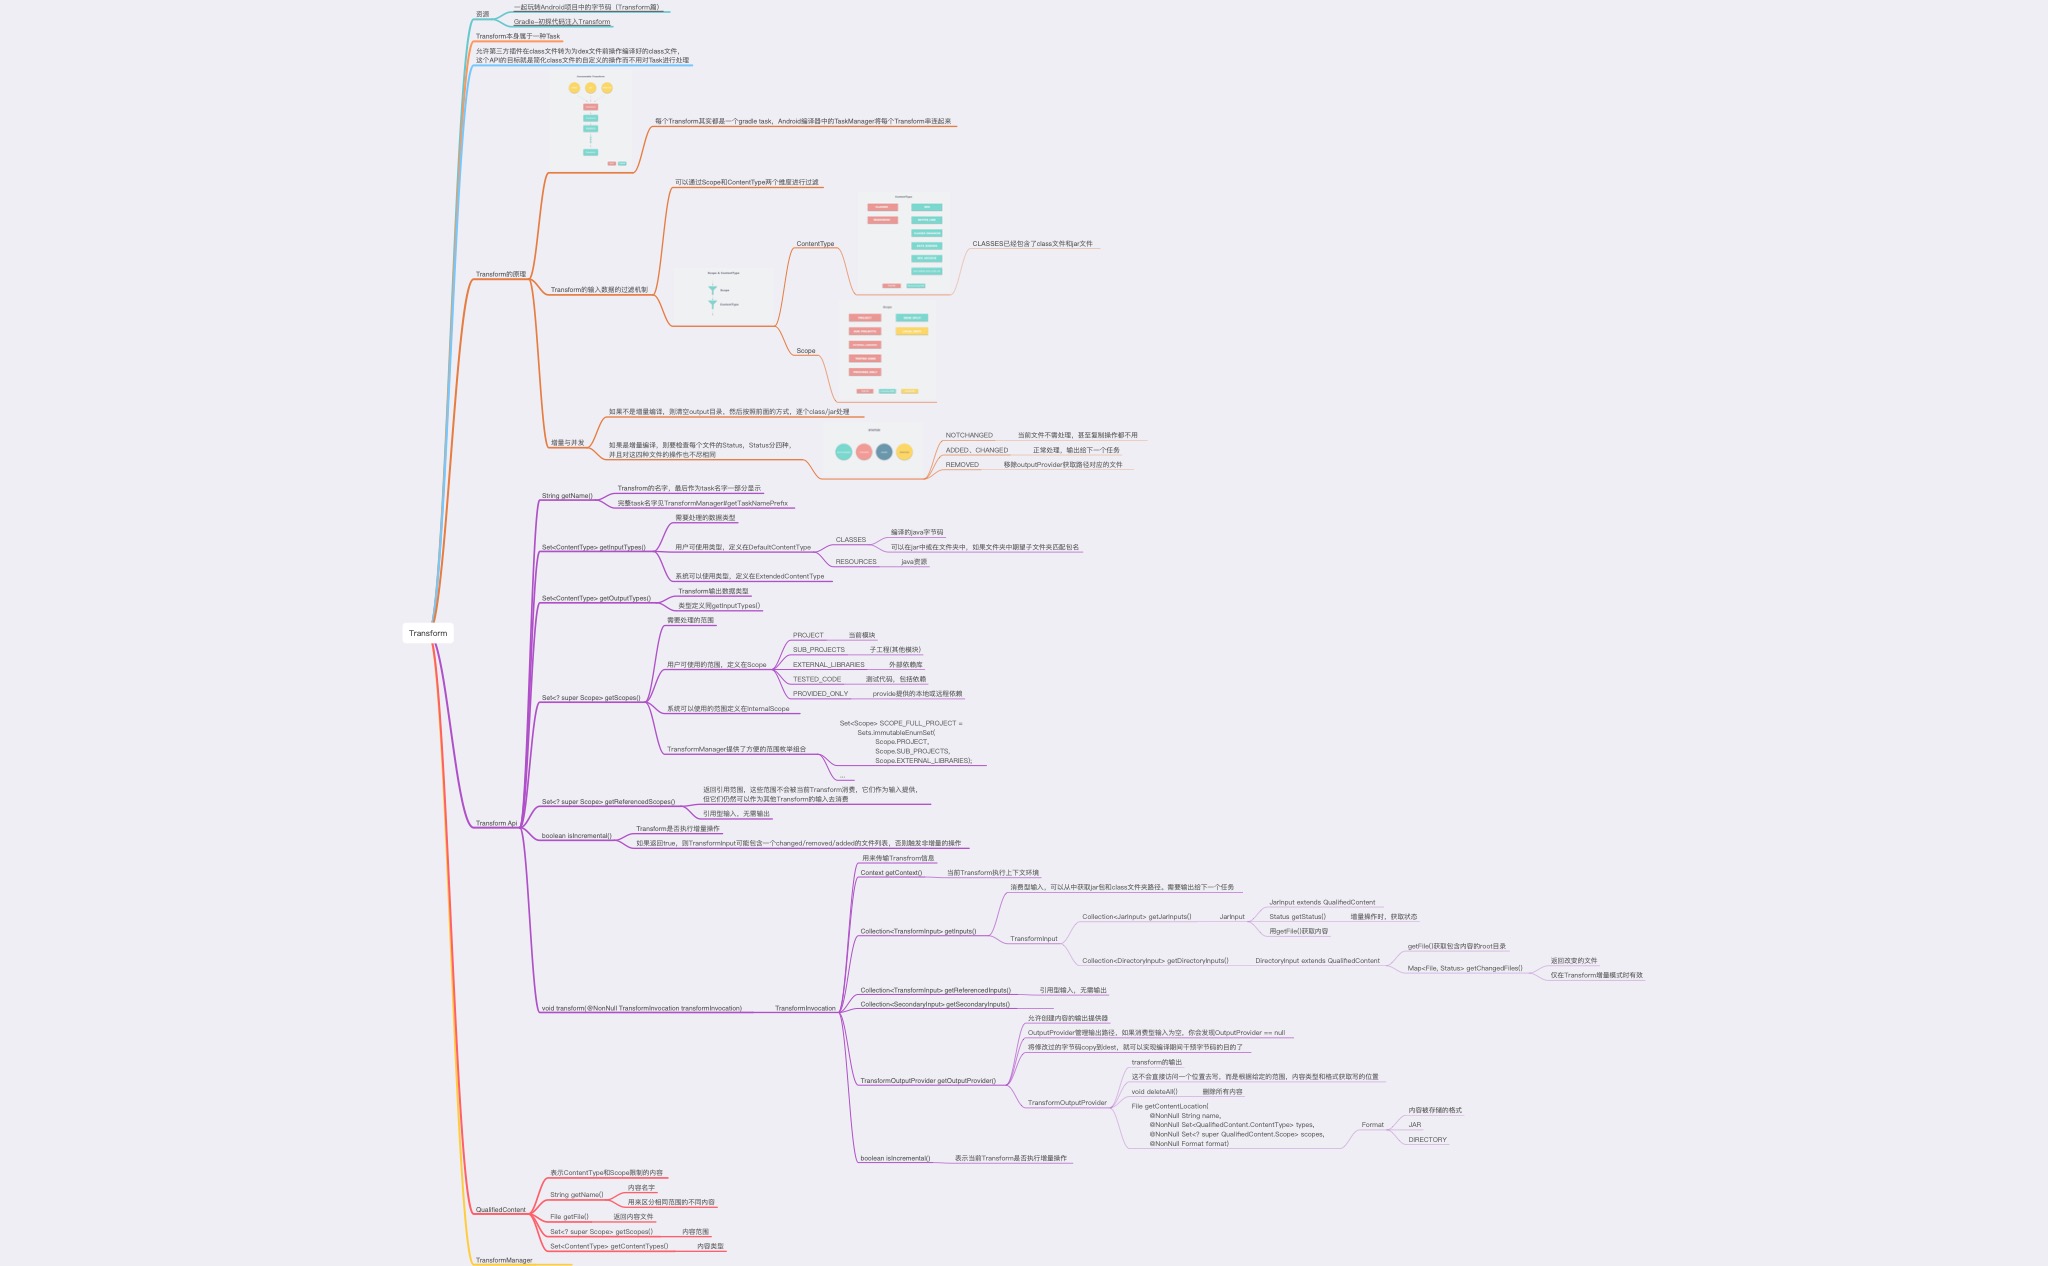 资源
一起玩转Android项目中的字节码（Transform篇）
Gradle-初探代码注入Transform
Transform本身属于一种Task
允许第三方插件在class文件转为为dex文件前操作编译好的class文件，
这个API的目标就是简化class文件的自定义的操作而不用对Task进行处理
Transform的原理
每个Transform其实都是一个gradle task，Android编译器中的TaskManager将每个Transform串连起来
Transform的输入数据的过滤机制
可以通过Scope和ContentType两个维度进行过滤
Scope & ContentType
Scope
ContentType
ContentType
ContentType
CLASSES已经包含了class文件和jar文件
Scope
Scope
增量与并发
如果不是增量编译，则清空output目录，然后按照前面的方式，逐个class/jar处理
如果是增量编译，则要检查每个文件的Status，Status分四种，
并且对这四种文件的操作也不尽相同
NOTCHANGED
当前文件不需处理，甚至复制操作都不用
ADDED、CHANGED
正常处理，输出给下一个任务
REMOVED
移除outputProvider获取路径对应的文件
Transform
Transform Api
String getName()
Transfrom的名字，最后作为task名字一部分显示
完整task名字见TransformManager#getTaskNamePrefix
Set<ContentType> getInputTypes()
需要处理的数据类型
用户可使用类型，定义在DefaultContentType
CLASSES
编译的java字节码
可以在jar中或在文件夹中，如果文件夹中期望子文件夹匹配包名
RESOURCES
java资源
系统可以使用类型，定义在ExtendedContentType
Set<ContentType> getOutputTypes()
Transform输出数据类型
类型定义同getInputTypes()
Set<? super Scope> getScopes()
需要处理的范围
用户可使用的范围，定义在Scope
PROJECT
当前模块
SUB_PROJECTS
子工程(其他模块)
EXTERNAL_LIBRARIES
外部依赖库
TESTED_CODE
测试代码，包括依赖
PROVIDED_ONLY
provide提供的本地或远程依赖
系统可以使用的范围定义在InternalScope
TransformManager提供了方便的范围枚举组合
Set<Scope> SCOPE_FULL_PROJECT =
Sets.immutableEnumSet(
Scope.PROJECT,
Scope.SUB_PROJECTS,
Scope.EXTERNAL_LIBRARIES);
...
Set<? super Scope> getReferencedScopes()
返回引用范围，这些范围不会被当前Transform消费，它们作为输入提供，
但它们仍然可以作为其他Transform的输入去消费
引用型输入，无需输出
boolean isIncremental()
Transform是否执行增量操作
如果返回true，则TransformInput可能包含一个changed/removed/added的文件列表，否则触发非增量的操作
void transform(@NonNull TransformInvocation transformInvocation)
TransformInvocation
用来传输Transfrom信息
Context getContext()
当前Transform执行上下文环境
Collection<TransformInput> getInputs()
消费型输入，可以从中获取jar包和class文件夹路径。需要输出给下一个任务
TransformInput
Collection<JarInput> getJarInputs()
JarInput
JarInput extends QualifiedContent
Status getStatus()
增量操作时，获取状态
用getFile()获取内容
Collection<DirectoryInput> getDirectoryInputs()
DirectoryInput extends QualifiedContent
getFile()获取包含内容的root目录
Map<File, Status> getChangedFiles()
返回改变的文件
仅在Transform增量模式时有效
Collection<TransformInput> getReferencedInputs()
引用型输入，无需输出
Collection<SecondaryInput> getSecondaryInputs()
TransformOutputProvider getOutputProvider()
允许创建内容的输出提供器
OutputProvider管理输出路径，如果消费型输入为空，你会发现OutputProvider == null
将修改过的字节码copy到dest，就可以实现编译期间干预字节码的目的了
TransformOutputProvider
transform的输出
这不会直接访问一个位置去写，而是根据给定的范围，内容类型和格式获取写的位置
void deleteAll()
删除所有内容
File getContentLocation(
@NonNull String name,
@NonNull Set<QualifiedContent.ContentType> types,
@NonNull Set<? super QualifiedContent.Scope> scopes,
@NonNull Format format)
Format
内容被存储的格式
JAR
DIRECTORY
boolean isIncremental()
表示当前Transform是否执行增量操作
QualifiedContent
表示ContentType和Scope限制的内容
String getName()
内容名字
用来区分相同范围的不同内容
File getFile()
返回内容文件
Set<? super Scope> getScopes()
内容范围
Set<ContentType> getContentTypes()
内容类型
TransformManager